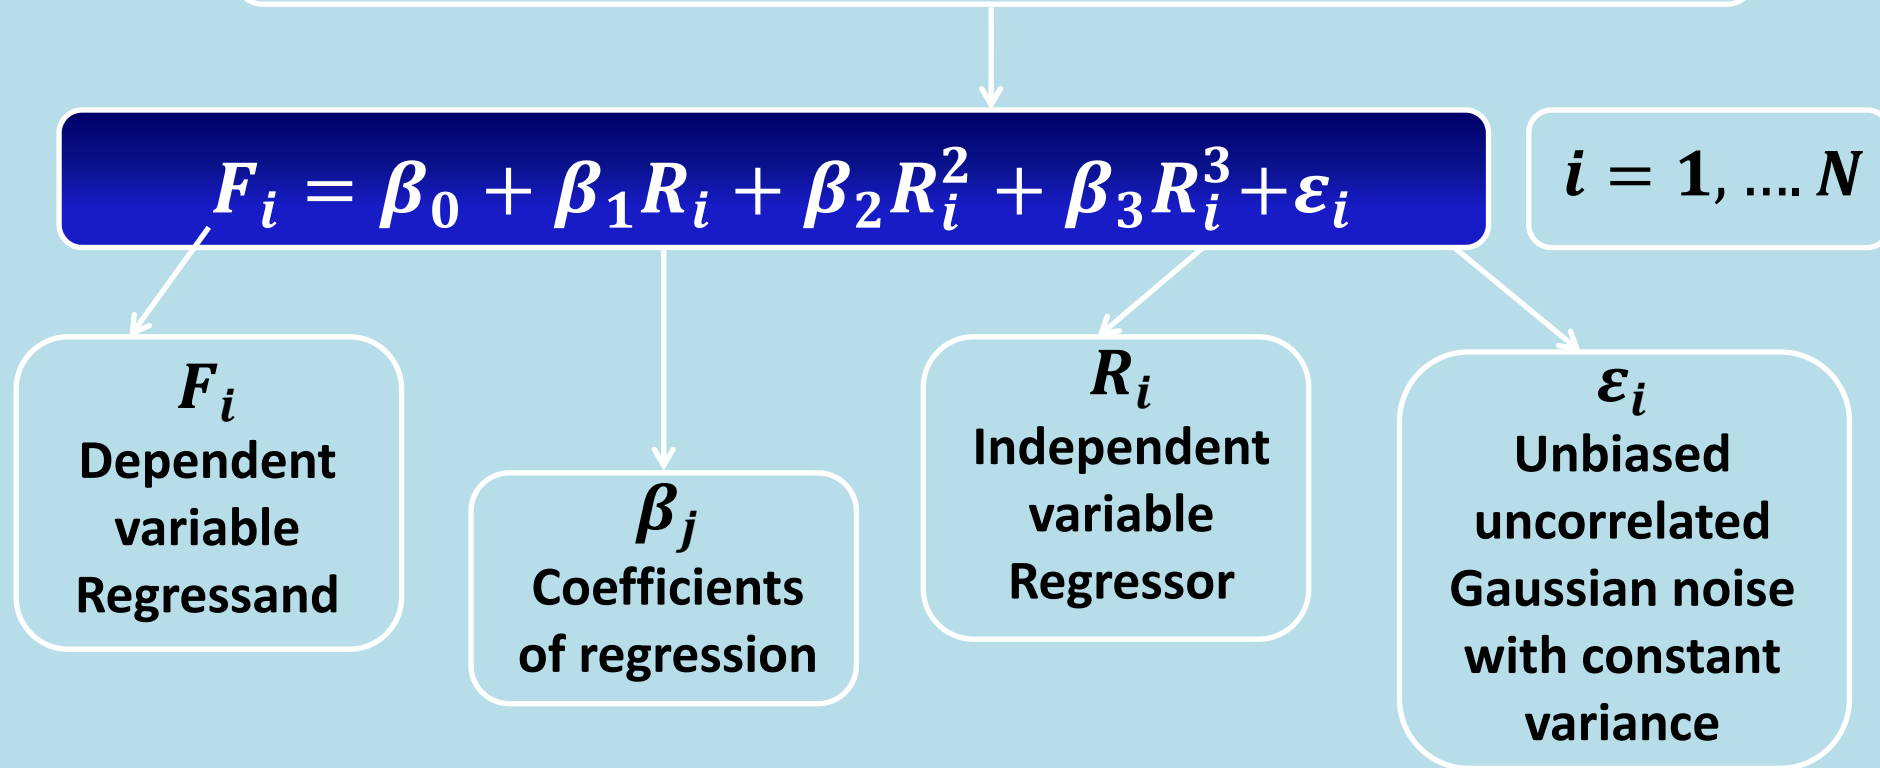 𝑭ᵢ = 𝜷₀ + 𝜷₁𝑹ᵢ + 𝜷₂𝑹ᵢ² + 𝜷₃𝑹ᵢ³+𝜺ᵢ
𝒊 = 𝟏, …. 𝑵
𝑭ᵢ
Dependent
variable
Regressand
𝜷ⱼ
Coefficients
of regression
𝑹ᵢ
Independent
variable
Regressor
𝜺ᵢ
Unbiased
uncorrelated
Gaussian noise
with constant
variance